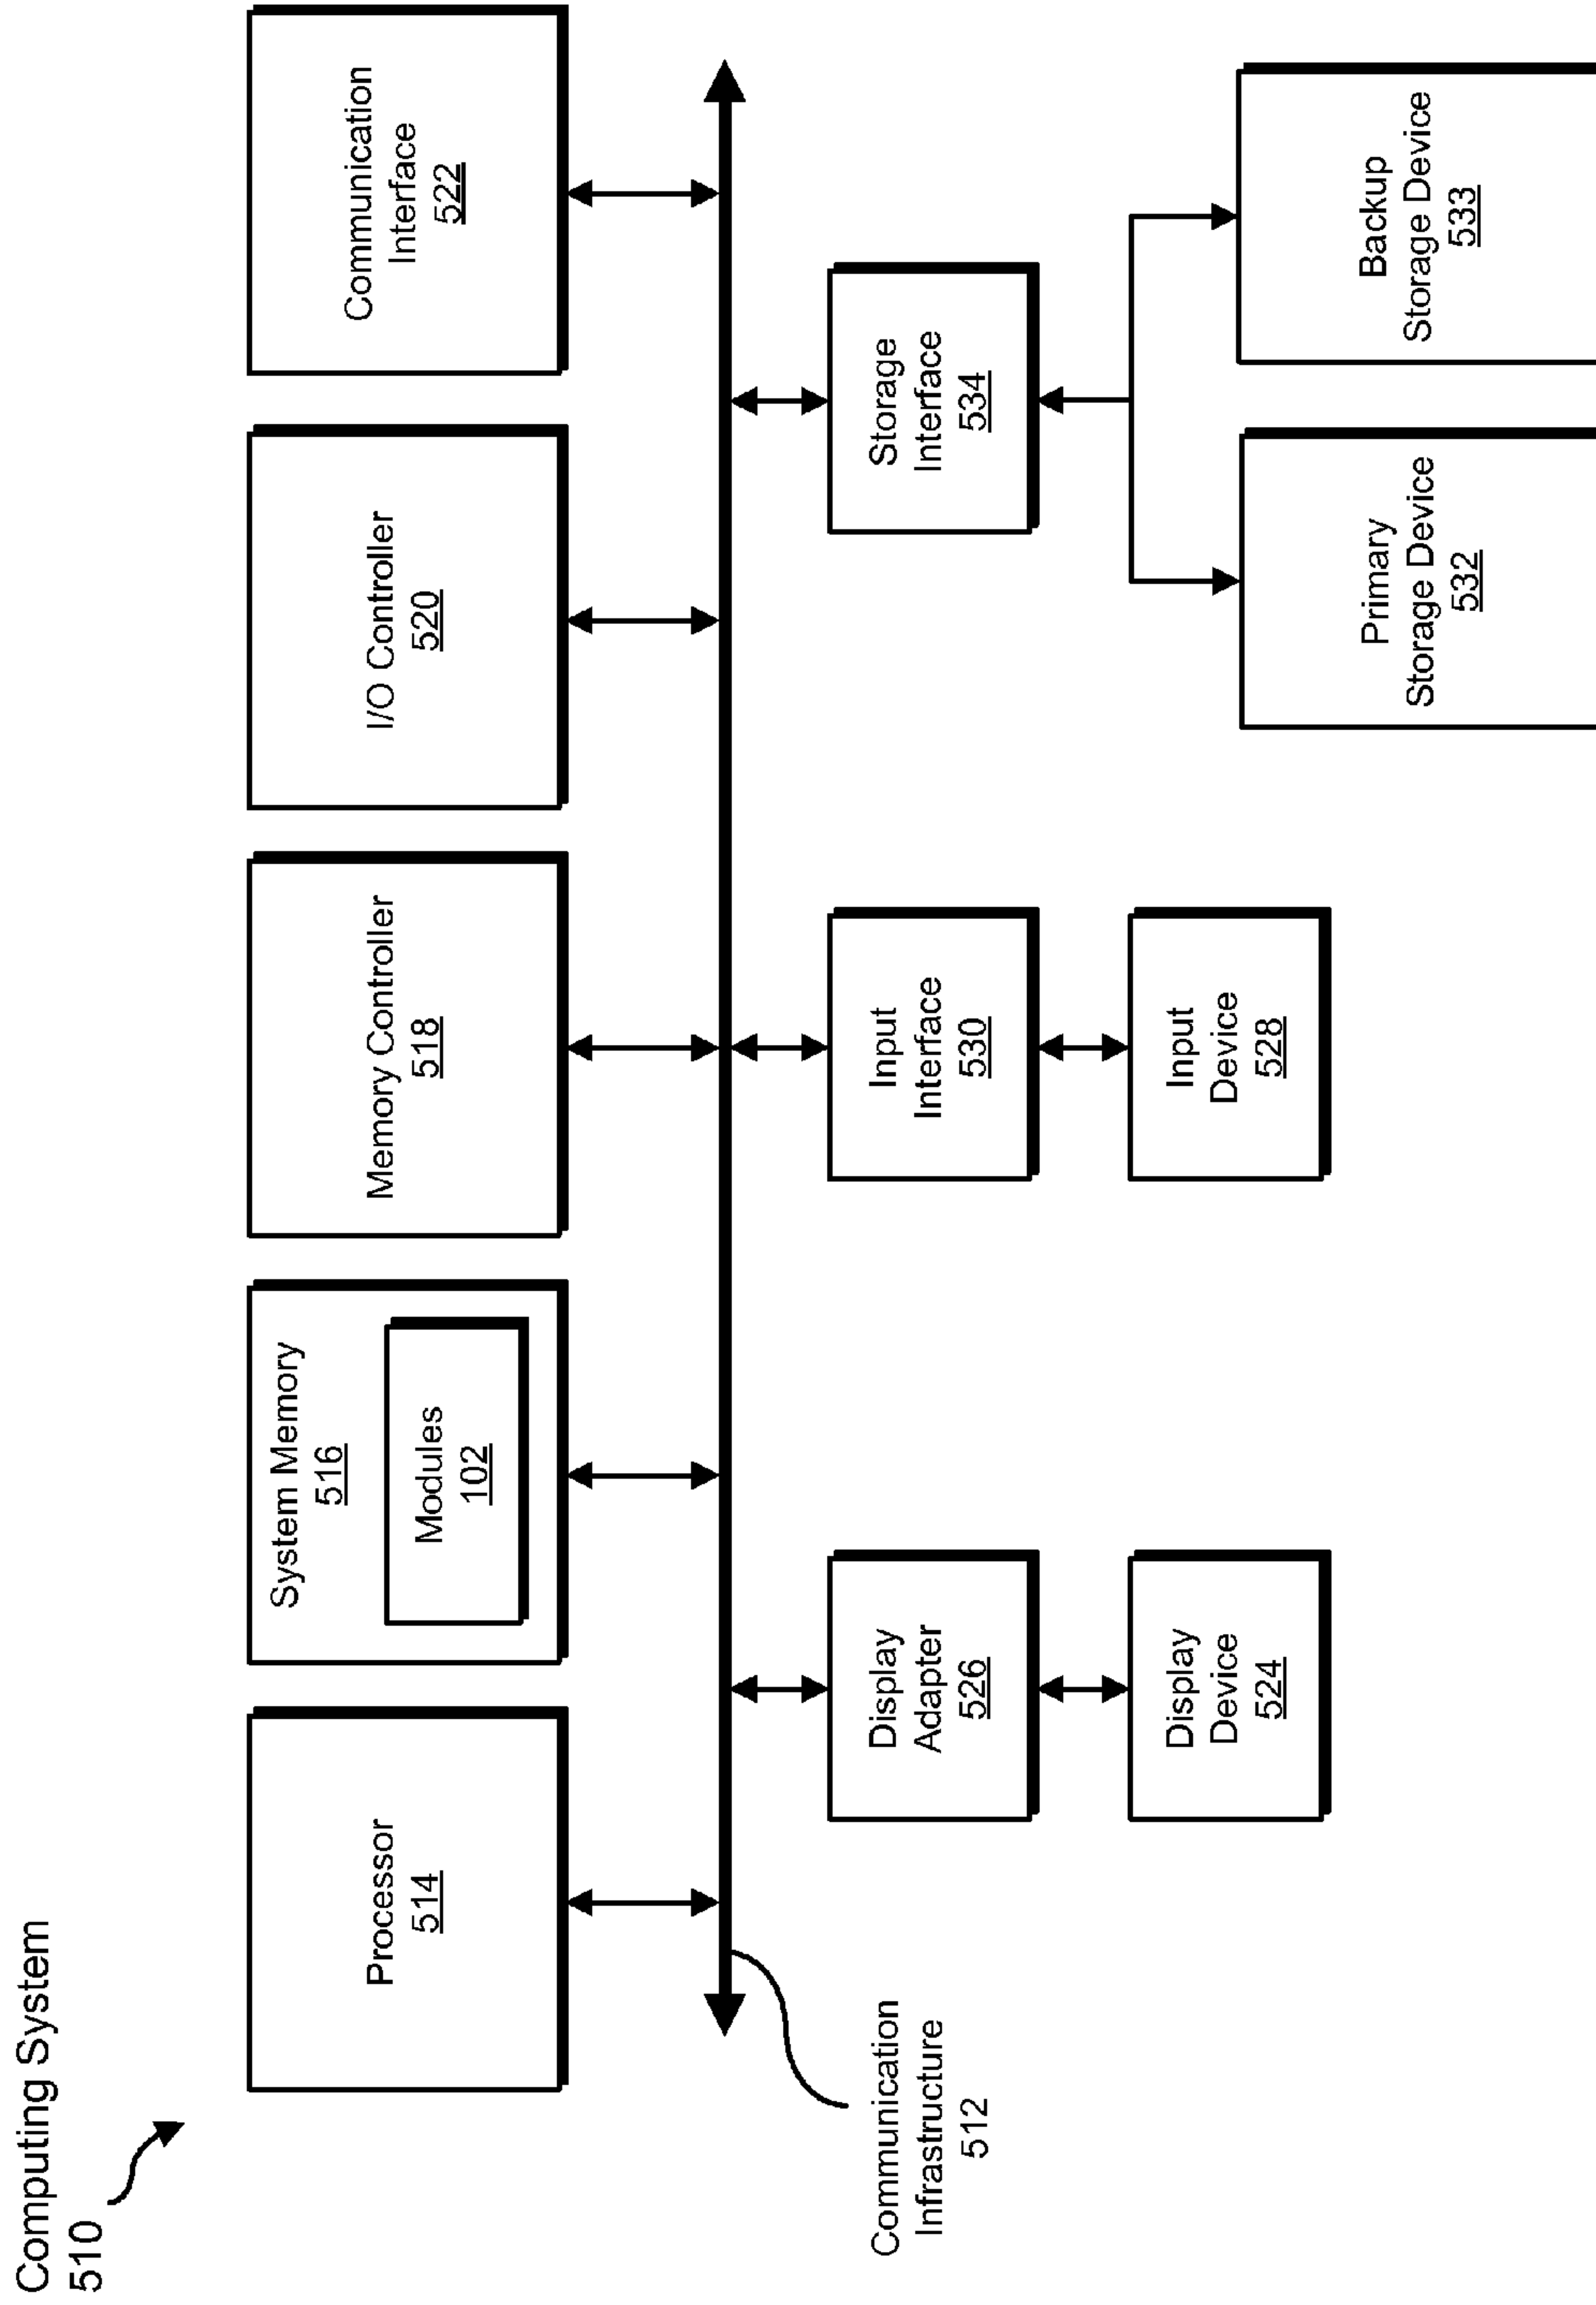 Computing System
510
Processor
514
System Memory
516
Modules
102
Memory Controller
518
I/O Controller
520
Communication
Interface
522
Communication
Infrastructure
512
Display
Adapter
526
Input
Interface
530
Storage
Interface
534
Display
Device
524
Input
Device
528
Primary
Storage Device
532
Backup
Storage Device
533